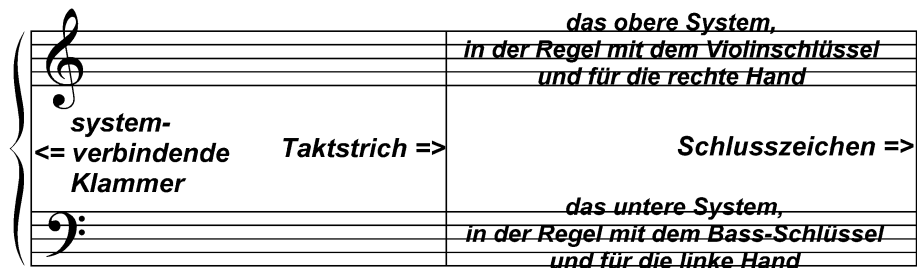 das obere System,
in der Regel mit dem Violinschlüssel
und für die rechte Hand
system-
<= verbindende
Klammer
Taktstrich =>
Schlusszeichen =>
das untere System,
in der Regel mit dem Bass-Schlüssel
und für die linke Hand